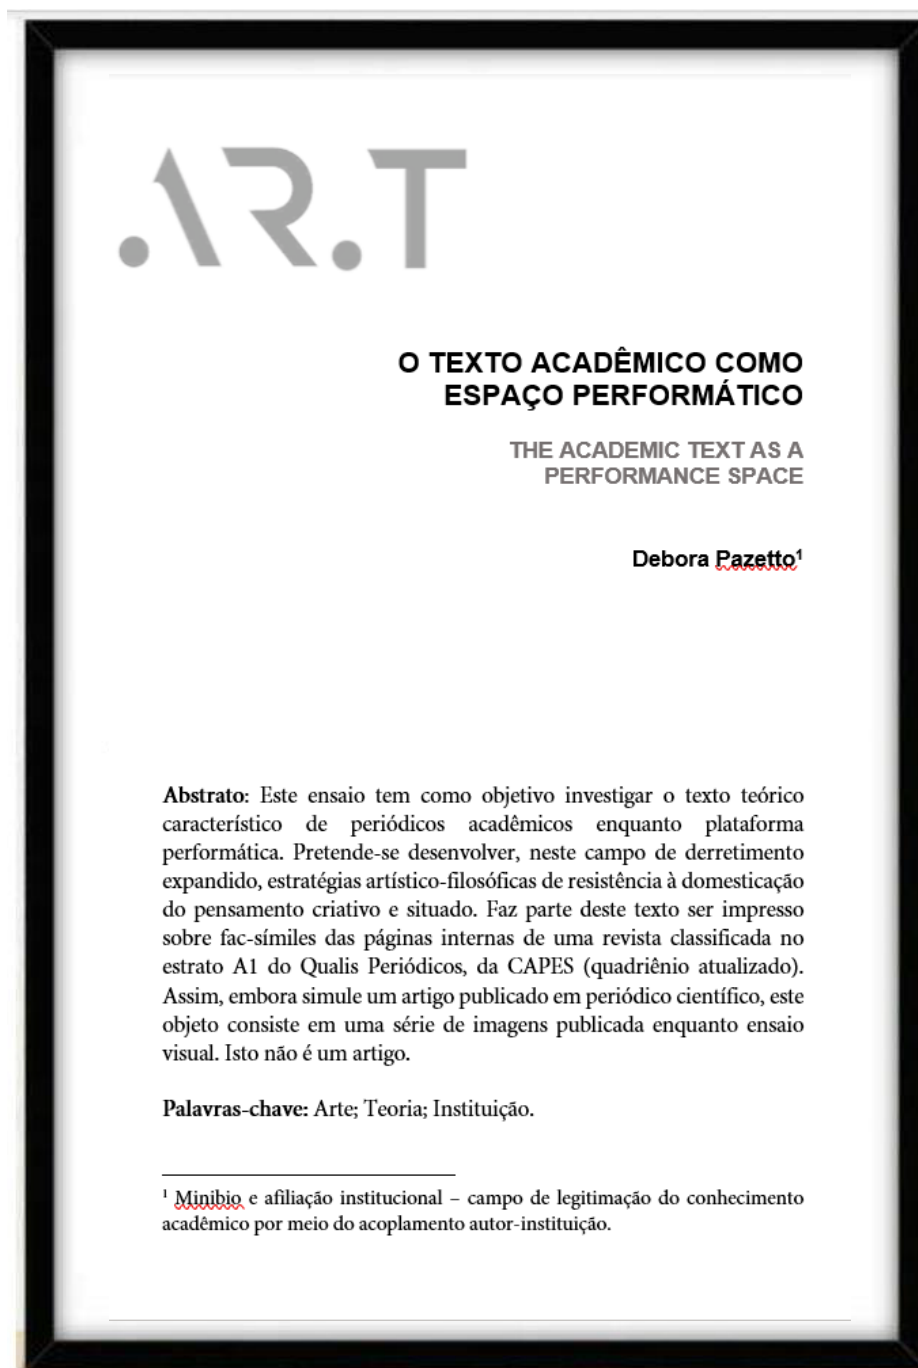 .AR.T
O TEXTO ACADÊMICO COMO
ESPAÇO PERFORMÁTICO
THE ACADEMIC TEXT AS A
PERFORMANCE SPACE
Debora Pazetto¹
Abstrato: Este ensaio tem como objetivo investigar o texto teórico
característico de periódicos acadêmicos enquanto plataforma
performática. Pretende-se desenvolver, neste campo de derretimento
expandido, estratégias artístico-filosóficas de resistência à domesticação
do pensamento criativo e situado. Faz parte deste texto ser impresso
sobre fac-símiles das páginas internas de uma revista classificada no
estrato A1 do Qualis Periódicos, da CAPES (quadriênio atualizado).
Assim, embora simule um artigo publicado em periódico científico, este
objeto consiste em uma série de imagens publicada enquanto ensaio
visual. Isto não é um artigo.
Palavras-chave: Arte; Teoria; Instituição.
¹ Minibio e afiliação institucional – campo de legitimação do conhecimento
acadêmico por meio do acoplamento autor-instituição.